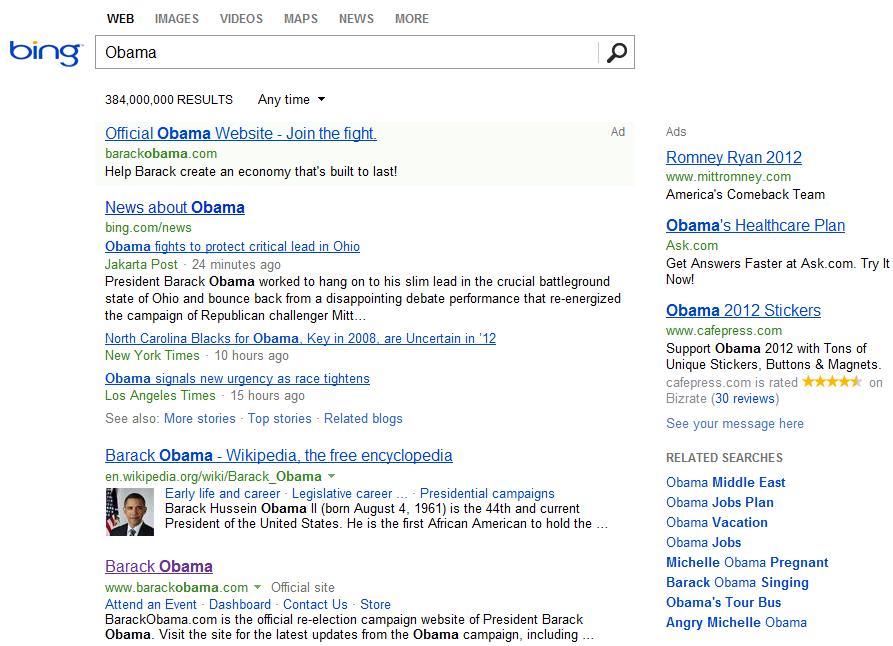 WEB IMAGES VIDEOS MAPS NEWS MORE
bing
Obama
384,000,000 RESULTS Any time
Official Obama Website - Join the fight.
Ad
barackobama.com
Help Barack create an economy that's built to last!
News about Obama
bing.com/news
Obama fights to protect critical lead in Ohio
Jakarta Post · 24 minutes ago
President Barack Obama worked to hang on to his slim lead in the crucial battleground
state of Ohio and bounce back from a disappointing debate performance that re-energized
the campaign of Republican challenger Mitt…
North Carolina Blacks for Obama, Key in 2008, are Uncertain in '12
New York Times · 10 hours ago
Obama signals new urgency as race tightens
Los Angeles Times · 15 hours ago
See also: More stories · Top stories · Related blogs
Barack Obama - Wikipedia, the free encyclopedia
en.wikipedia.org/wiki/Barack_Obama
Early life and career · Legislative career ... · Presidential campaigns
Barack Hussein Obama II (born August 4, 1961) is the 44th and current
President of the United States. He is the first African American to hold the ...
Barack Obama
www.barackobama.com Official site
Attend an Event · Dashboard · Contact Us · Store
BarackObama.com is the official re-election campaign website of President Barack
Obama. Visit the site for the latest updates from the Obama campaign, including ...
Ads
Romney Ryan 2012
www.mittromney.com
America's Comeback Team
Obama's Healthcare Plan
Ask.com
Get Answers Faster at Ask.com. Try It
Now!
Obama 2012 Stickers
www.cafepress.com
Support Obama 2012 with Tons of
Unique Stickers, Buttons & Magnets.
cafepress.com is rated on
Bizrate (30 reviews)
See your message here
RELATED SEARCHES
Obama Middle East
Obama Jobs Plan
Obama Vacation
Obama Jobs
Michelle Obama Pregnant
Barack Obama Singing
Obama's Tour Bus
Angry Michelle Obama